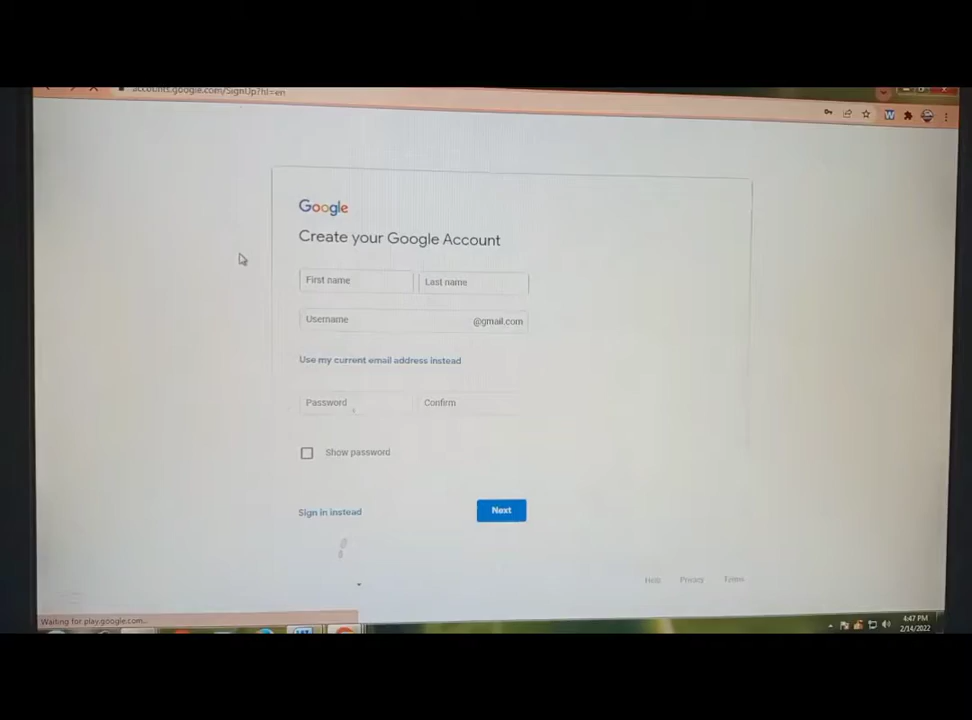 accounts.google.com/SignUp?hl=en
W
Google
Create your Google Account
First name Last name
Username @gmail.com
Use my current email address instead
Password Confirm
Show password
Sign in instead Next
Help Privacy Terms
Waiting for play.google.com...
4:47 PM
2/14/2022